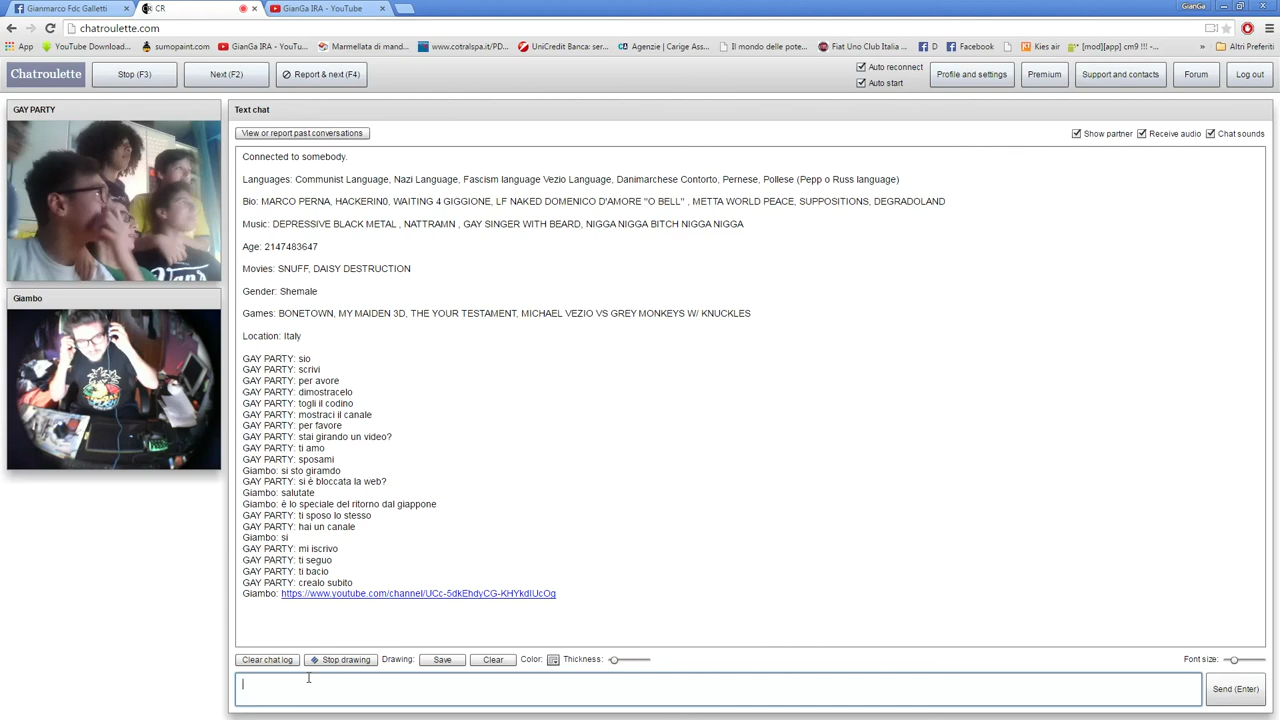 Gianmarco Fdc Galletti
CR
GianGa IRA - YouTube
GianGa
chatroulette.com
App
YouTube Download...
sumopaint.com
GianGa IRA - YouTu...
Marmellata di mand...
www.cotralspa.it/PD...
UniCredit Banca: ser...
Agenzie | Carige Ass...
Il mondo delle pote...
Fiat Uno Club Italia ...
D
Facebook
Kies air
[mod][app] cm9 !!! -...
»
Altri Preferiti
Chatroulette
Stop (F3)
Next (F2)
Report & next (F4)
Auto reconnect
Auto start
Profile and settings
Premium
Support and contacts
Forum
Log out
GAY PARTY
Giambo
Text chat
View or report past conversations
Show partner
Receive audio
Chat sounds
Connected to somebody.
Languages: Communist Language, Nazi Language, Fascism language Vezio Language, Danimarchese Contorto, Pernese, Pollese (Pepp o Russ language)
Bio: MARCO PERNA, HACKERIN0, WAITING 4 GIGGIONE, LF NAKED DOMENICO D'AMORE "O BELL" , METTA WORLD PEACE, SUPPOSITIONS, DEGRADOLAND
Music: DEPRESSIVE BLACK METAL , NATTRAMN , GAY SINGER WITH BEARD, NIGGA NIGGA BITCH NIGGA NIGGA
Age: 2147483647
Movies: SNUFF, DAISY DESTRUCTION
Gender: Shemale
Games: BONETOWN, MY MAIDEN 3D, THE YOUR TESTAMENT, MICHAEL VEZIO VS GREY MONKEYS W/ KNUCKLES
Location: Italy
GAY PARTY: sio
GAY PARTY: scrivi
GAY PARTY: per avore
GAY PARTY: dimostracelo
GAY PARTY: togli il codino
GAY PARTY: mostraci il canale
GAY PARTY: per favore
GAY PARTY: stai girando un video?
GAY PARTY: ti amo
GAY PARTY: sposami
Giambo: si sto giramdo
GAY PARTY: si è bloccata la web?
Giambo: salutate
Giambo: è lo speciale del ritorno dal giappone
GAY PARTY: ti sposo lo stesso
GAY PARTY: hai un canale
Giambo: si
GAY PARTY: mi iscrivo
GAY PARTY: ti seguo
GAY PARTY: ti bacio
GAY PARTY: crealo subito
Giambo: https://www.youtube.com/channel/UCc-5dkEhdyCG-KHYkdIUcOg
Clear chat log
Stop drawing
Drawing:
Save
Clear
Color:
Thickness:
Font size:
Send (Enter)